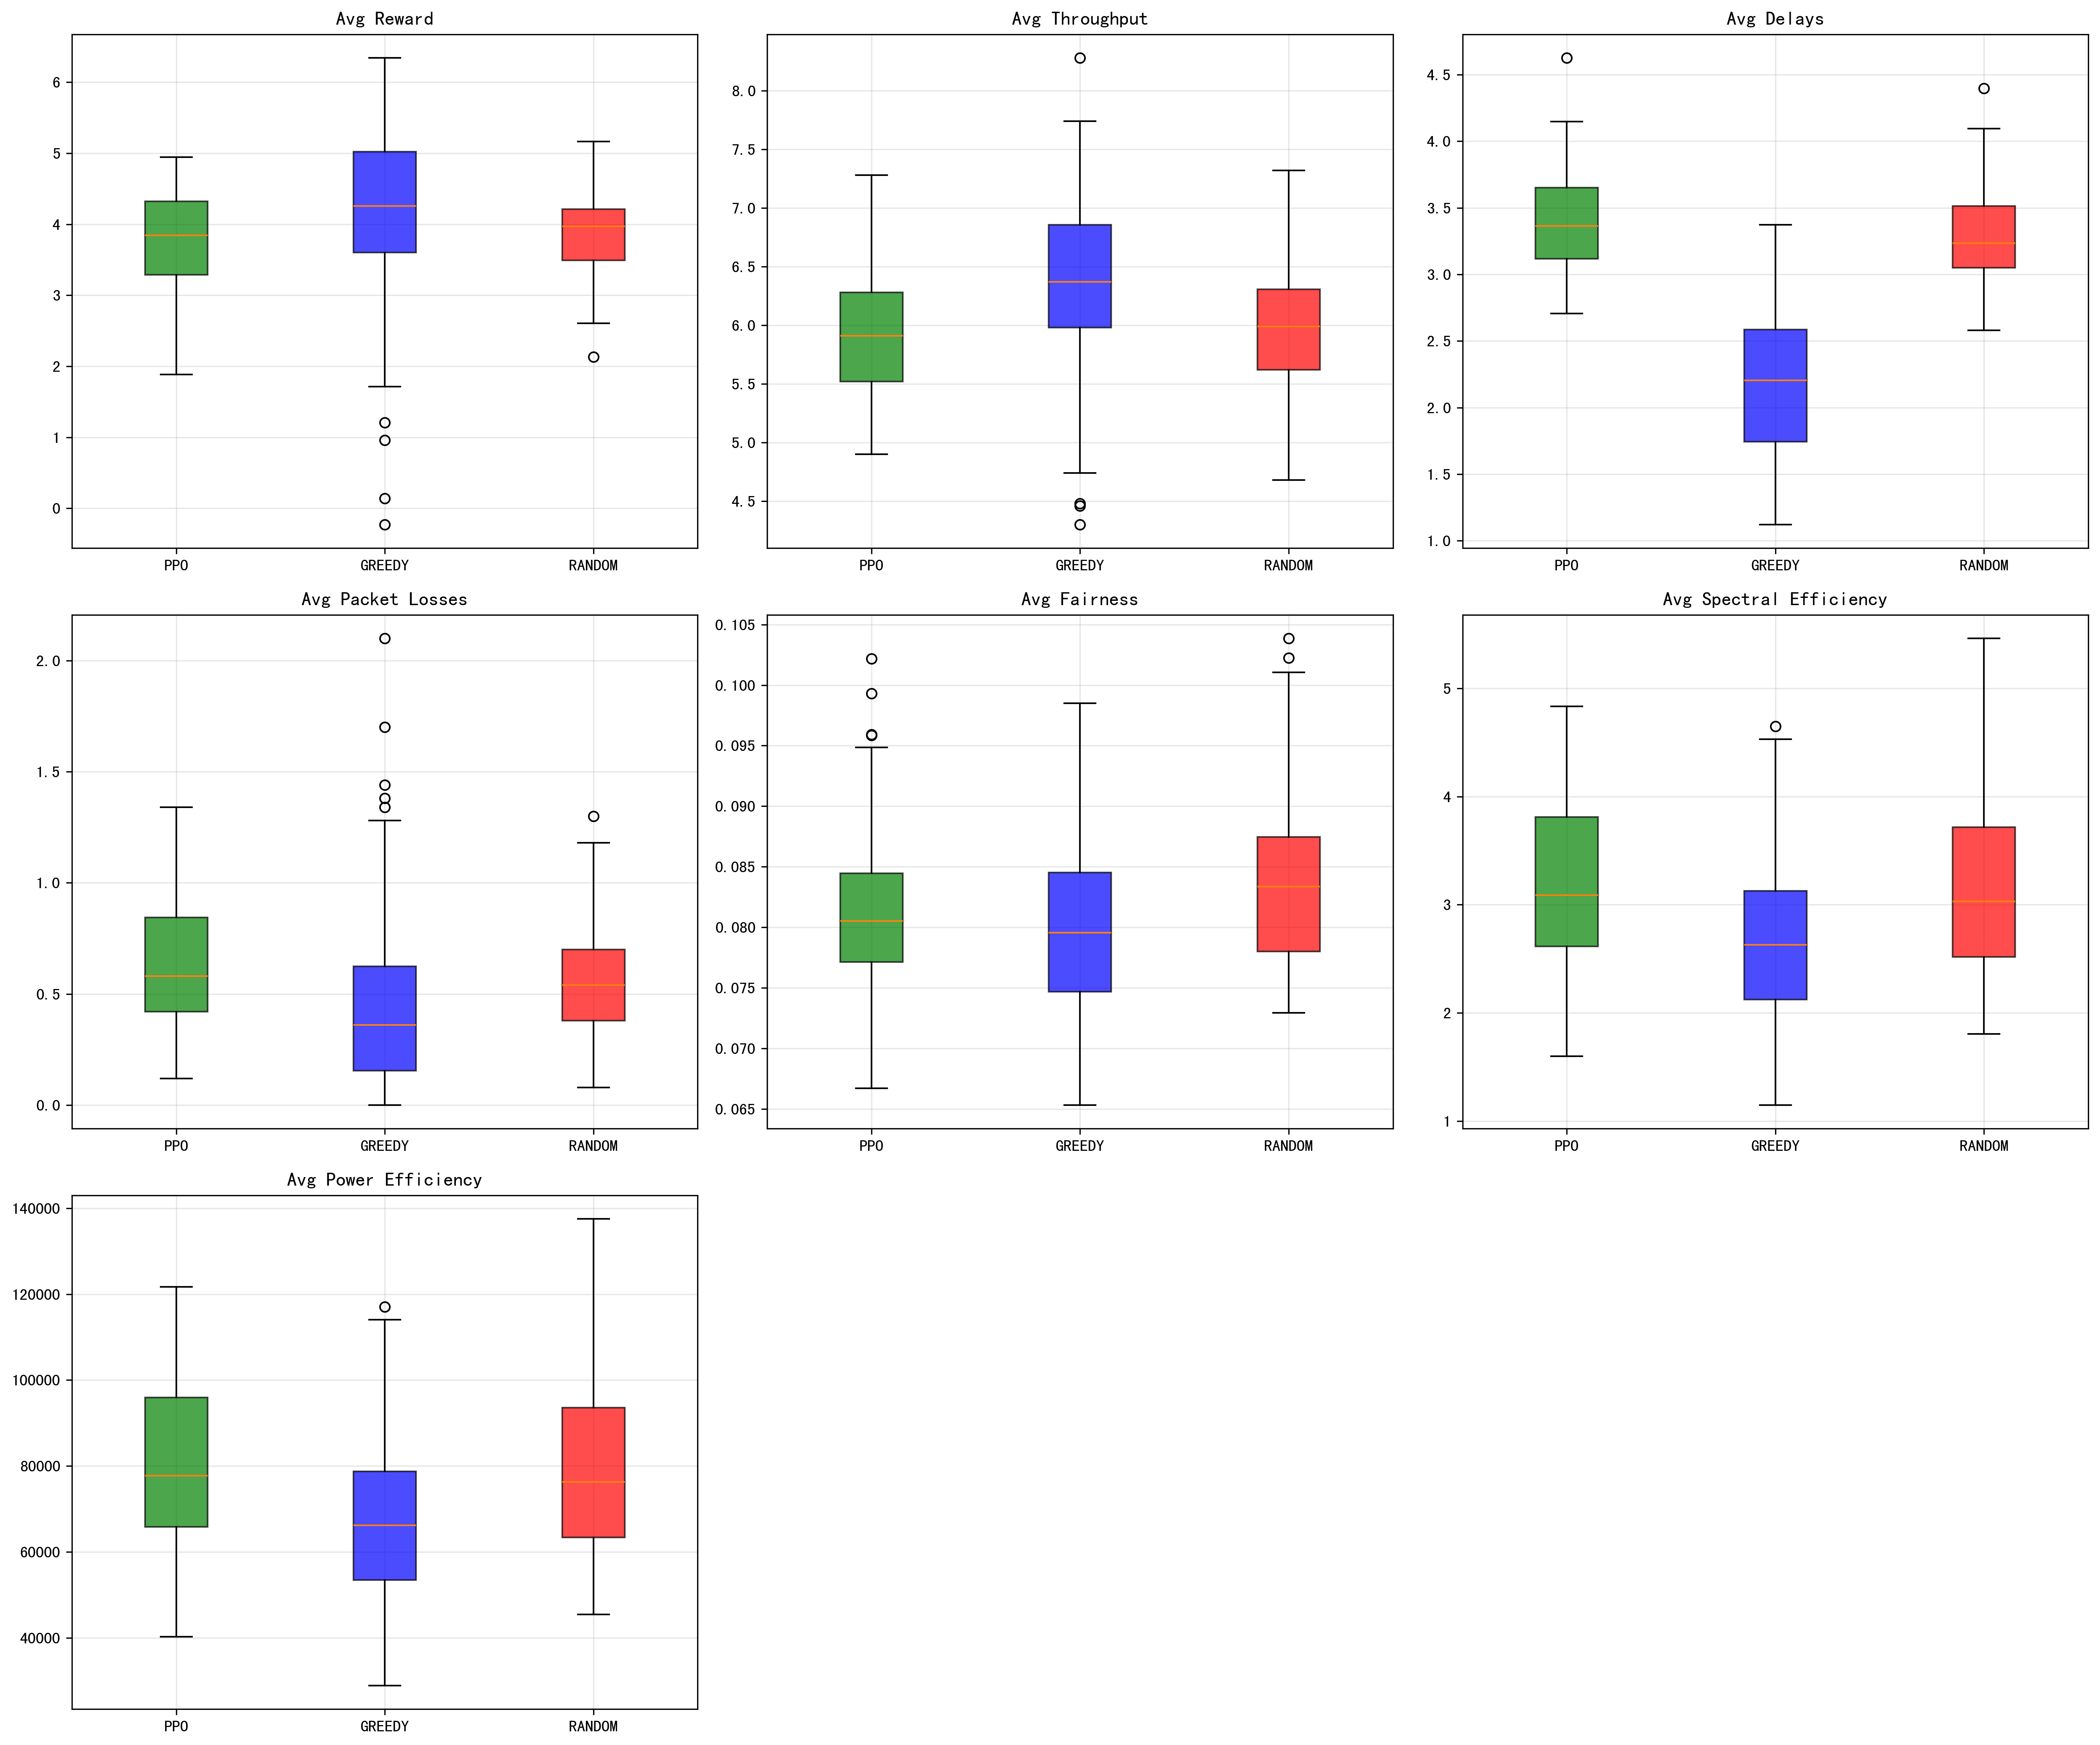 Avg Reward
6
5
4
3
2
1
0
PPO
GREEDY
RANDOM
Avg Throughput
8.0
7.5
7.0
6.5
6.0
5.5
5.0
4.5
PPO
GREEDY
RANDOM
Avg Delays
4.5
4.0
3.5
3.0
2.5
2.0
1.5
1.0
PPO
GREEDY
RANDOM
Avg Packet Losses
2.0
1.5
1.0
0.5
0.0
PPO
GREEDY
RANDOM
Avg Fairness
0.105
0.100
0.095
0.090
0.085
0.080
0.075
0.070
0.065
PPO
GREEDY
RANDOM
Avg Spectral Efficiency
5
4
3
2
1
PPO
GREEDY
RANDOM
Avg Power Efficiency
140000
120000
100000
80000
60000
40000
PPO
GREEDY
RANDOM